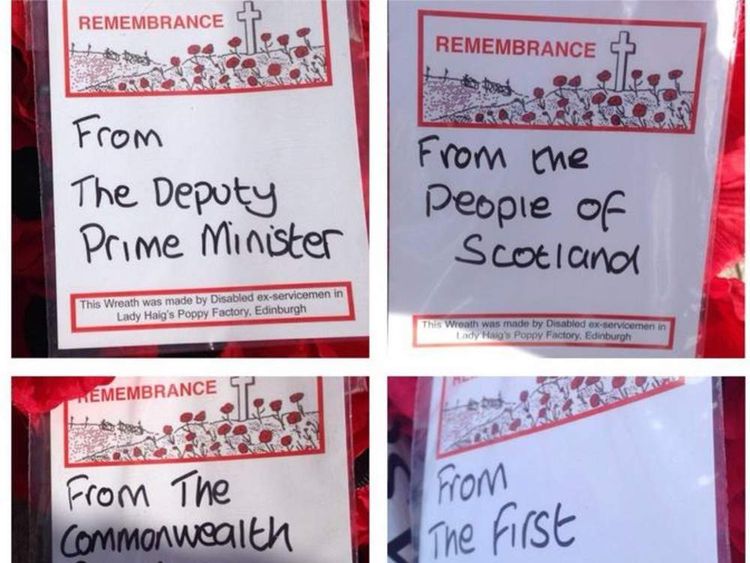 REMEMBRANCE
From
The Deputy
Prime Minister
This Wreath was made by Disabled ex-servicemen in
Lady Haig's Poppy Factory, Edinburgh
REMEMBRANCE
From the
People of
Scotland
This Wreath was made by Disabled ex-servicemen in
Lady Haig's Poppy Factory, Edinburgh
REMEMBRANCE
From The
Commonwealth
From
The First